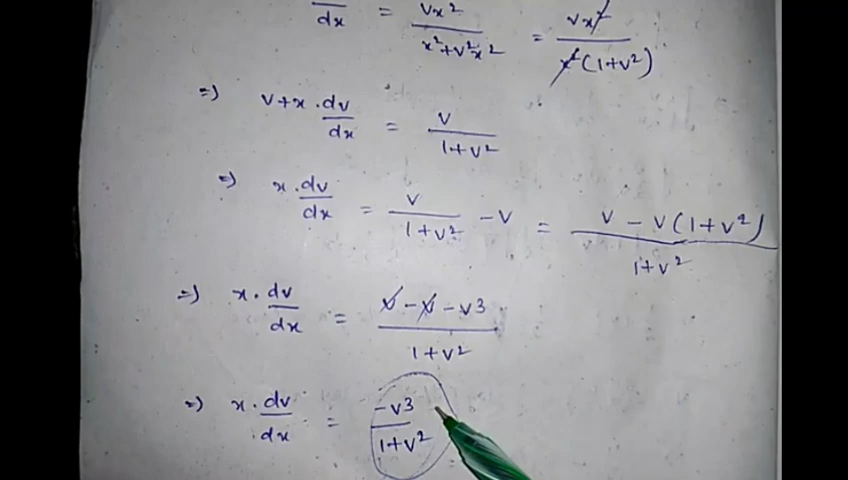 /dx = vx²/(x²+v²x²) = vx²/(x²(1+v²))
=) v+x.dv/dx = v/(1+v²)
=) x.dv/dx = v/(1+v²) -v = (v - v(1+v²))/(1+v²)
=) x.dv/dx = (v-v-v³)/(1+v²)
=) x.dv/dx = -v³/(1+v²)